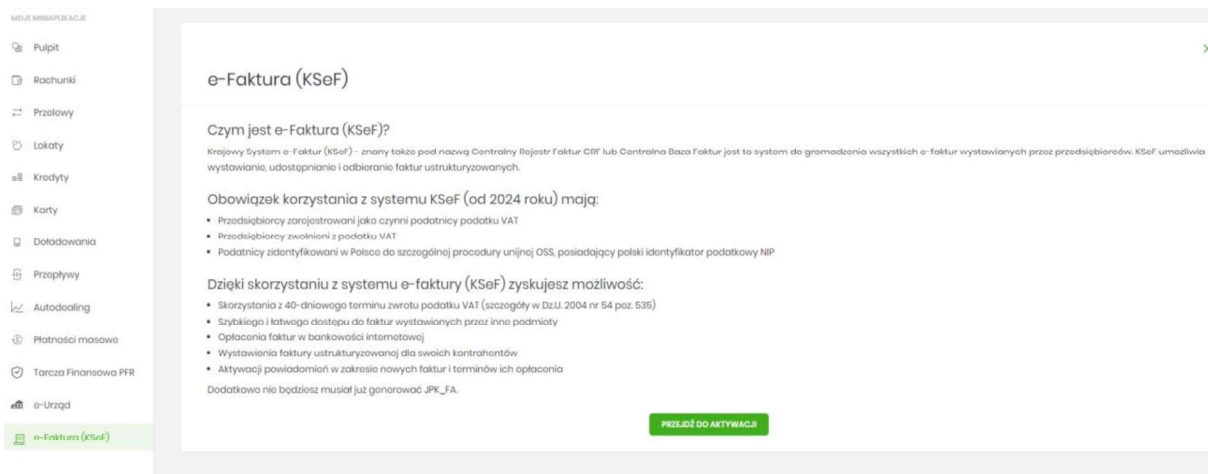 MOJE MINIAPLIKACJE
Pulpit
Rachunki
Przelewy
Lokaty
Kredyty
Karty
Doładowania
Przepływy
Autodealing
Płatności masowe
Tarcza Finansowa PFR
e-Urząd
e-Faktura (KSeF)
e-Faktura (KSeF)
Czym jest e-Faktura (KSeF)?
Krajowy System e-Faktur (KSeF) - znany także pod nazwą Centralny Rejestr Faktur CRF lub Centralna Baza Faktur jest to system do gromadzenia wszystkich e-faktur wystawianych przez przedsiębiorców. KSeF umożliwia
wystawianie, udostępnianie i odbieranie faktur ustrukturyzowanych.
Obowiązek korzystania z systemu KSeF (od 2024 roku) mają:
• Przedsiębiorcy zarejestrowani jako czynni podatnicy podatku VAT
• Przedsiębiorcy zwolnieni z podatku VAT
• Podatnicy zidentyfikowani w Polsce do szczególnej procedury unijnej OSS, posiadający polski identyfikator podatkowy NIP
Dzięki skorzystaniu z systemu e-faktury (KSeF) zyskujesz możliwość:
• Skorzystania z 40-dniowego terminu zwrotu podatku VAT (szczegóły w Dz.U. 2004 nr 54 poz. 535)
• Szybkiego i łatwego dostępu do faktur wystawionych przez inne podmioty
• Opłacenia faktur w bankowości internetowej
• Wystawienia faktury ustrukturyzowanej dla swoich kontrahentów
• Aktywacji powiadomień w zakresie nowych faktur i terminów ich opłacenia
Dodatkowo nie będziesz musiał już generować JPK_FA.
PRZEJDŹ DO AKTYWACJI